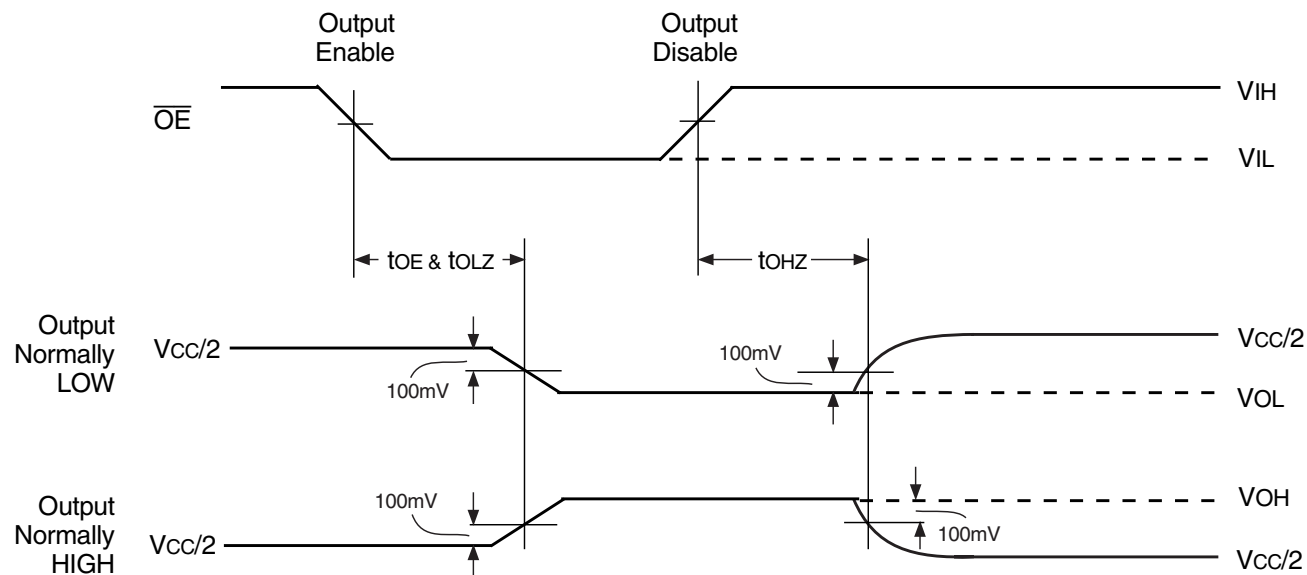 Output
Enable
Output
Disable
OE
VIH
VIL
tOE & tOLZ
tOHZ
Output
Normally
LOW
VCC/2
100mV
100mV
VCC/2
VOL
Output
Normally
HIGH
VCC/2
100mV
100mV
VOH
VCC/2